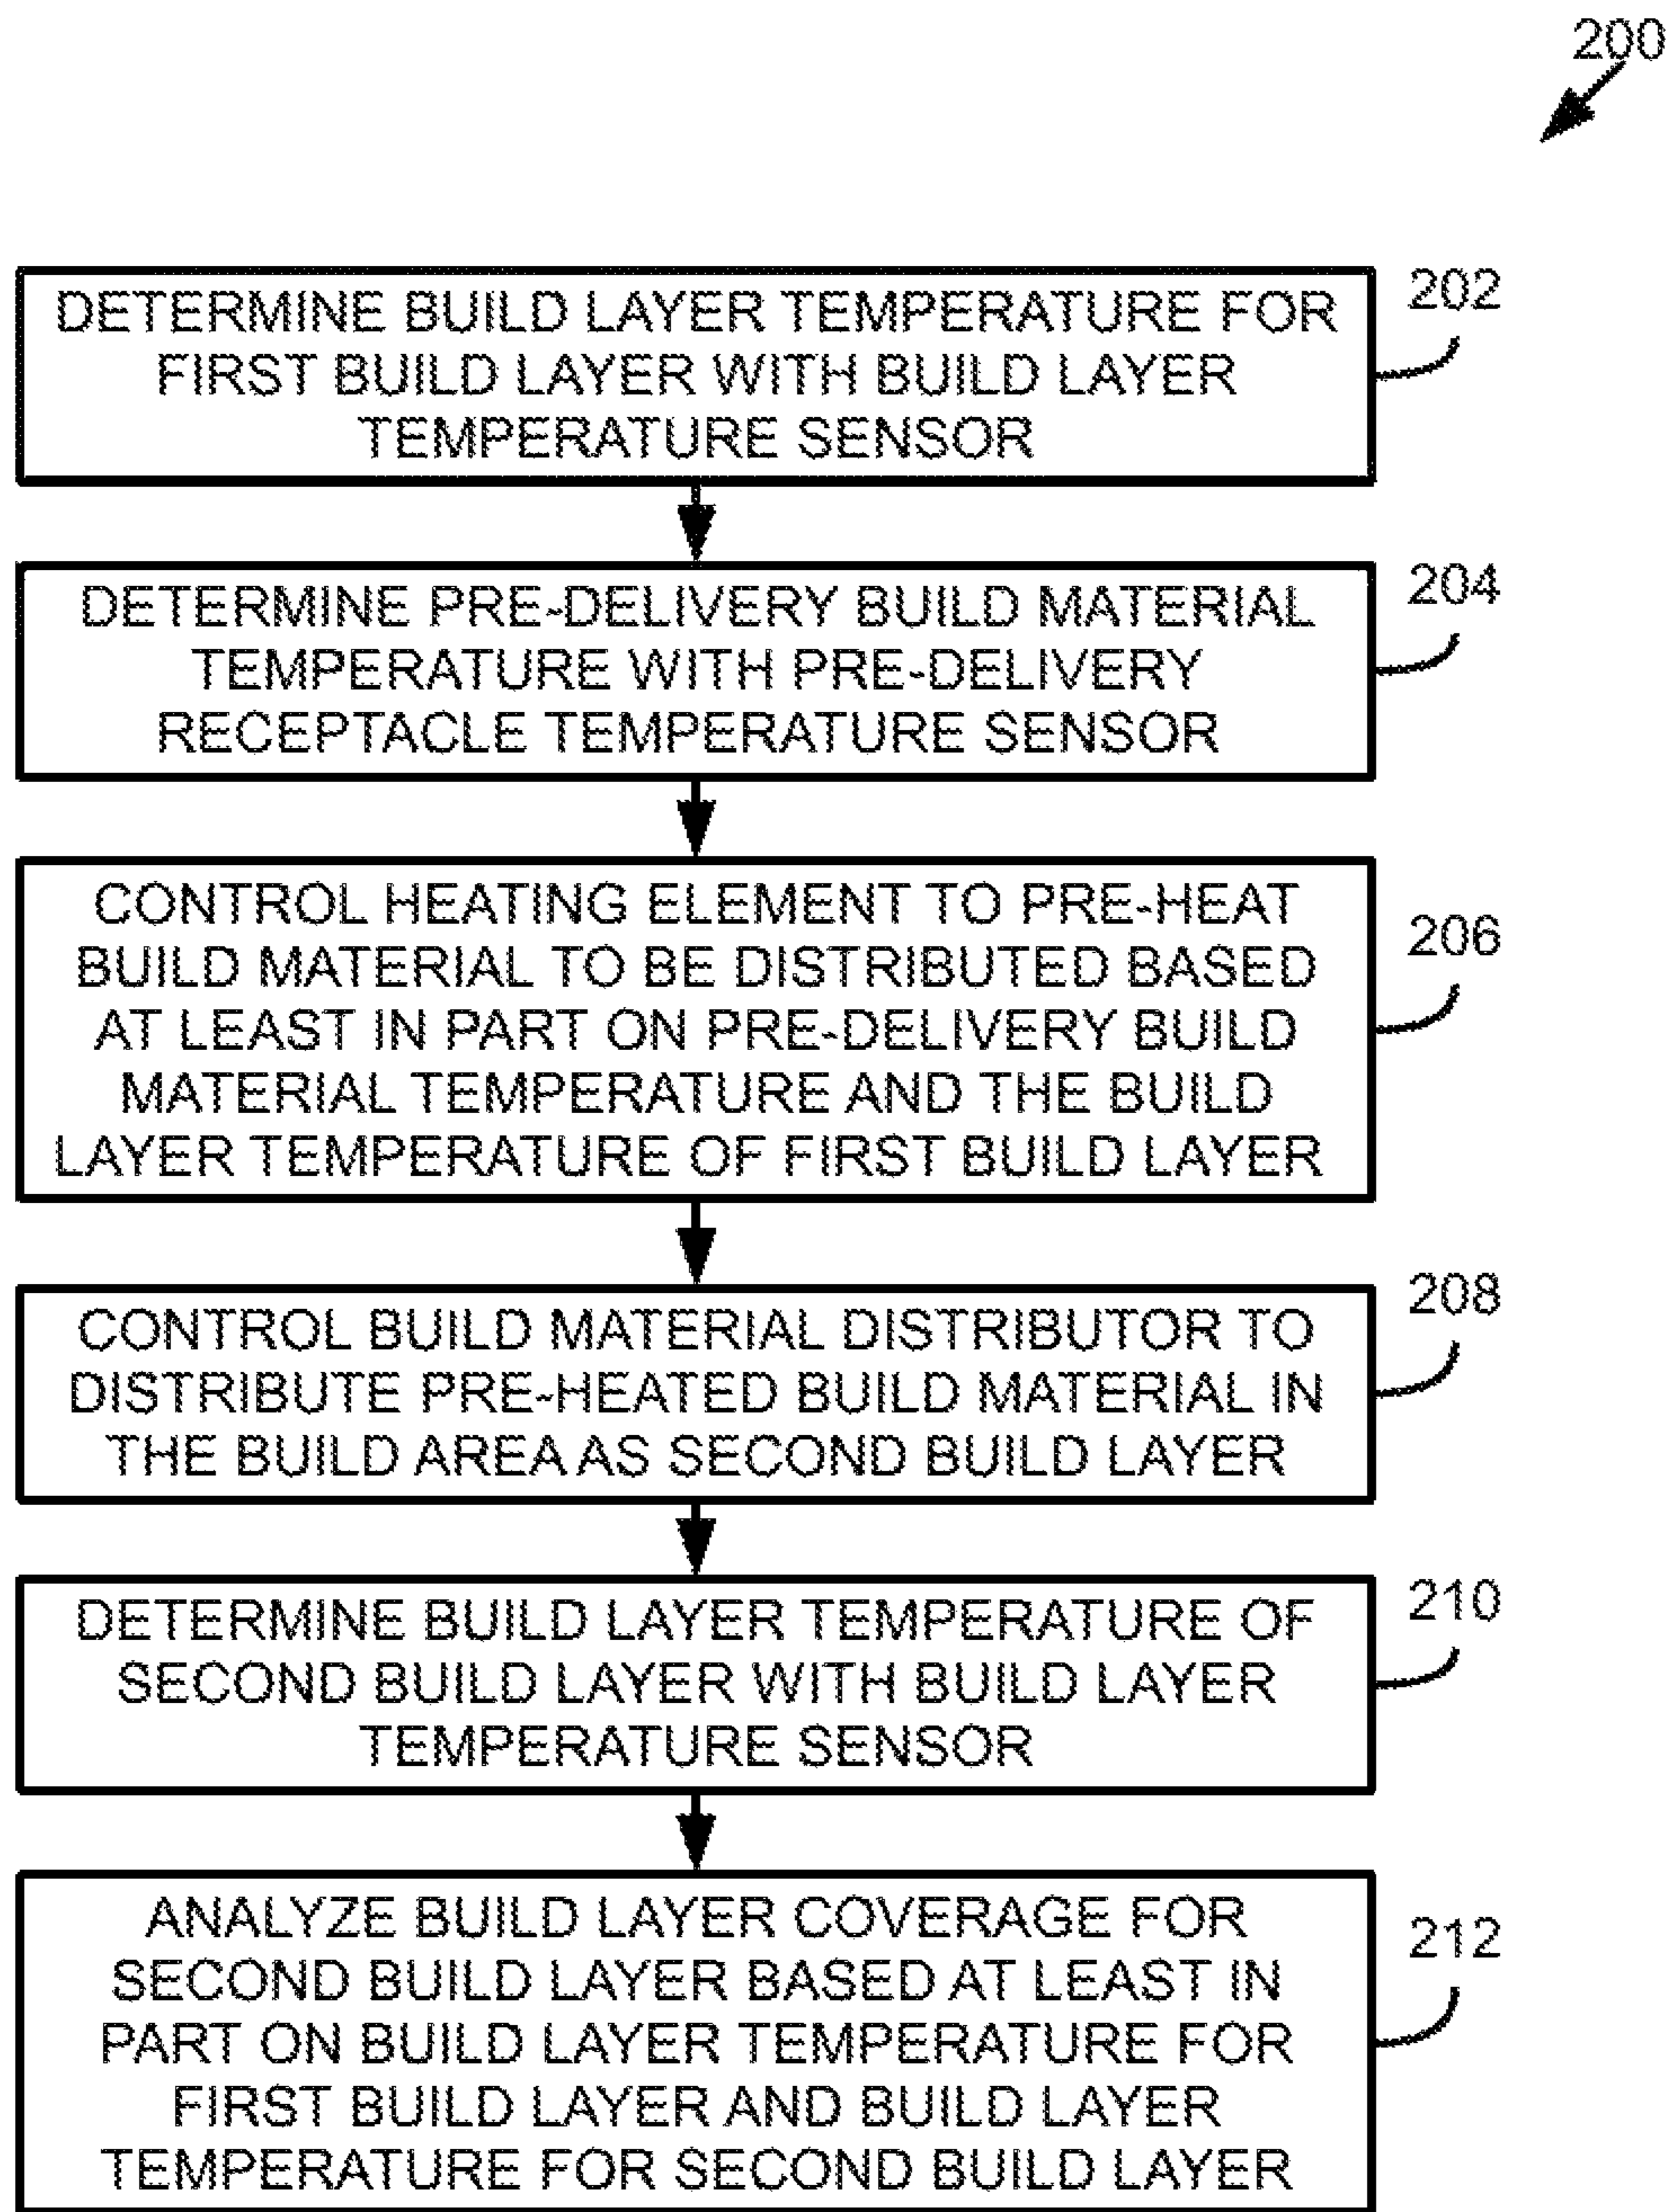 200
DETERMINE BUILD LAYER TEMPERATURE FOR
FIRST BUILD LAYER WITH BUILD LAYER
TEMPERATURE SENSOR
202
DETERMINE PRE-DELIVERY BUILD MATERIAL
TEMPERATURE WITH PRE-DELIVERY
RECEPTACLE TEMPERATURE SENSOR
204
CONTROL HEATING ELEMENT TO PRE-HEAT
BUILD MATERIAL TO BE DISTRIBUTED BASED
AT LEAST IN PART ON PRE-DELIVERY BUILD
MATERIAL TEMPERATURE AND THE BUILD
LAYER TEMPERATURE OF FIRST BUILD LAYER
206
CONTROL BUILD MATERIAL DISTRIBUTOR TO
DISTRIBUTE PRE-HEATED BUILD MATERIAL IN
THE BUILD AREA AS SECOND BUILD LAYER
208
DETERMINE BUILD LAYER TEMPERATURE OF
SECOND BUILD LAYER WITH BUILD LAYER
TEMPERATURE SENSOR
210
ANALYZE BUILD LAYER COVERAGE FOR
SECOND BUILD LAYER BASED AT LEAST IN
PART ON BUILD LAYER TEMPERATURE FOR
FIRST BUILD LAYER AND BUILD LAYER
TEMPERATURE FOR SECOND BUILD LAYER
212